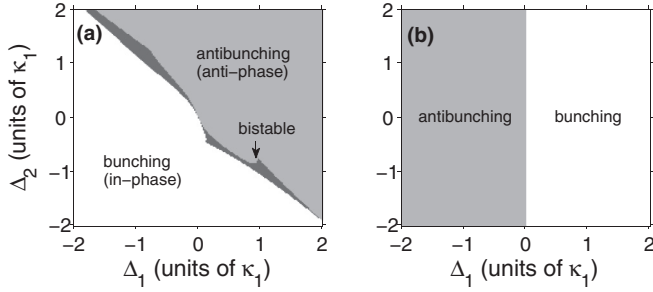 (a)
antibunching
(anti−phase)
bistable
bunching
(in−phase)
2
1
0
−1
−2
Δ2 (units of κ1)
−2 −1 0 1 2
Δ1 (units of κ1)
(b)
antibunching bunching
2
1
0
−1
−2
−2 −1 0 1 2
Δ1 (units of κ1)